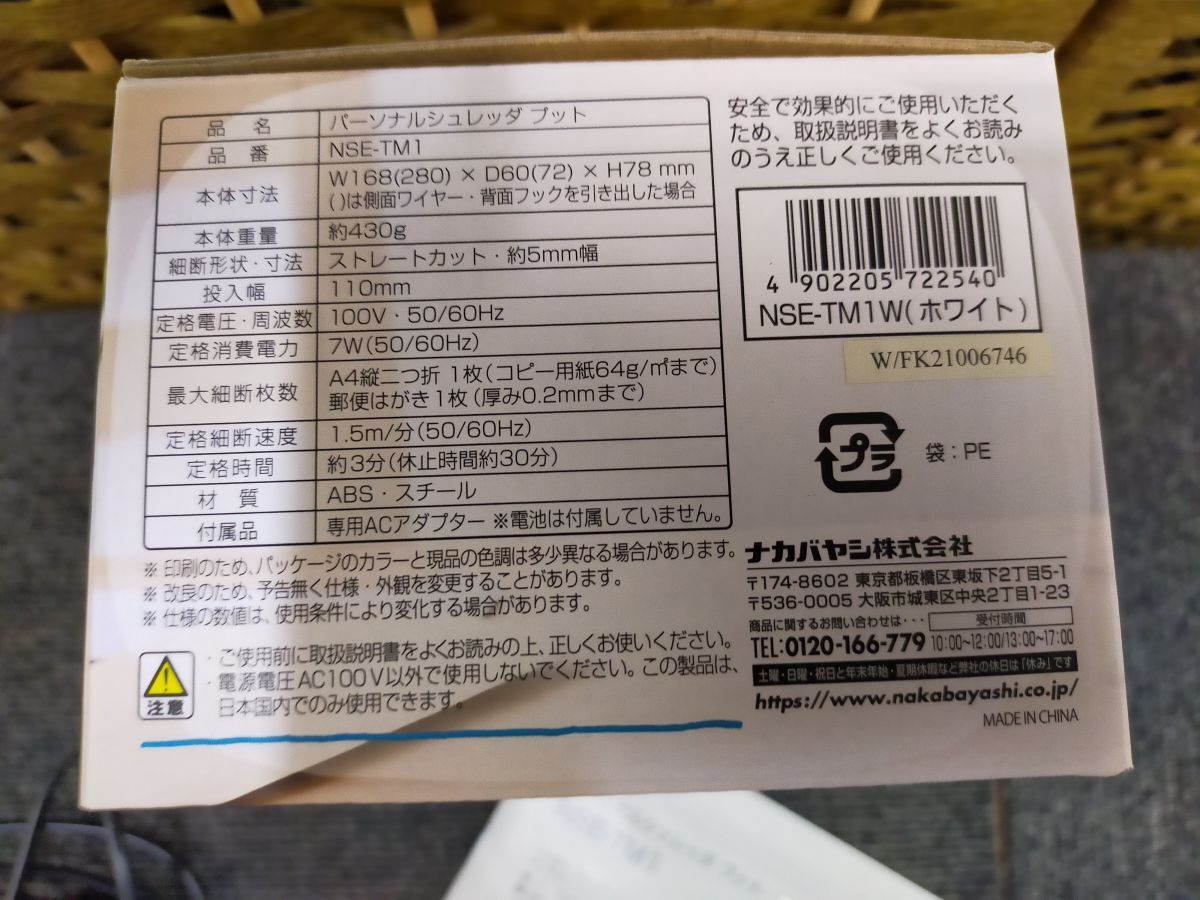 品名 パーソナルシュレッダ プット
品番 NSE-TM1
本体寸法 W168(280) × D60(72) × H78 mm
( )は側面ワイヤー・背面フックを引き出した場合
本体重量 約430g
細断形状・寸法 ストレートカット・約5mm幅
投入幅 110mm
定格電圧・周波数 100V・50/60Hz
定格消費電力 7W(50/60Hz)
最大細断枚数 A4縦二つ折 1枚(コピー用紙64g/㎡まで)
郵便はがき1枚(厚み0.2mmまで)
定格細断速度 1.5m/分(50/60Hz)
定格時間 約3分(休止時間約30分)
材質 ABS・スチール
付属品 専用ACアダプター ※電池は付属していません。
※ 印刷のため、パッケージのカラーと現品の色調は多少異なる場合があります。
※ 改良のため、予告無く仕様・外観を変更することがあります。
※ 仕様の数値は、使用条件により変化する場合があります。
注意
・ご使用前に取扱説明書をよくお読みの上、正しくお使いください。
・電源電圧AC100V以外で使用しないでください。この製品は、
日本国内でのみ使用できます。
安全で効果的にご使用いただく
ため、取扱説明書をよくお読み
のうえ正しくご使用ください。
4 902205 722540
NSE-TM1W(ホワイト)
W/FK21006746
プラ
袋：PE
ナカバヤシ株式会社
〒174-8602 東京都板橋区東坂下2丁目5-1
〒536-0005 大阪市城東区中央2丁目1-23
商品に関するお問い合わせは・・・ 受付時間
TEL:0120-166-779 10:00~12:00/13:00~17:00
土曜・日曜・祝日と年末年始・夏期休暇など弊社の休日は「休み」です
https://www.nakabayashi.co.jp/
MADE IN CHINA